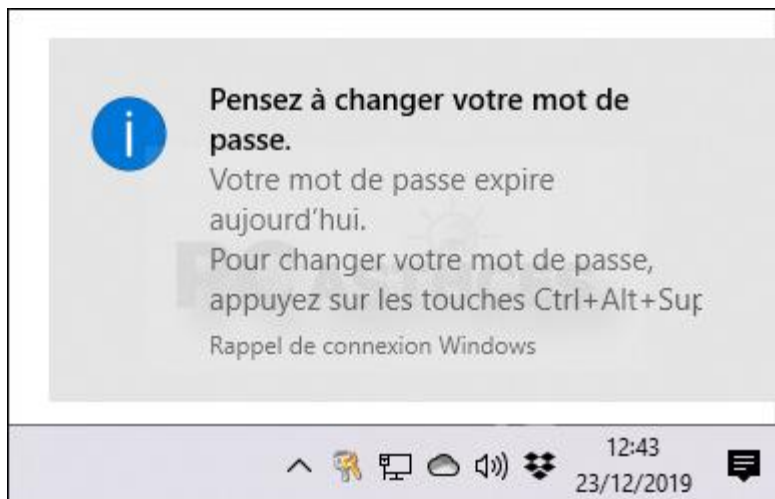 Pensez à changer votre mot de
passe.
Votre mot de passe expire
aujourd'hui.
Pour changer votre mot de passe,
appuyez sur les touches Ctrl+Alt+Sup
Rappel de connexion Windows
12:43
23/12/2019